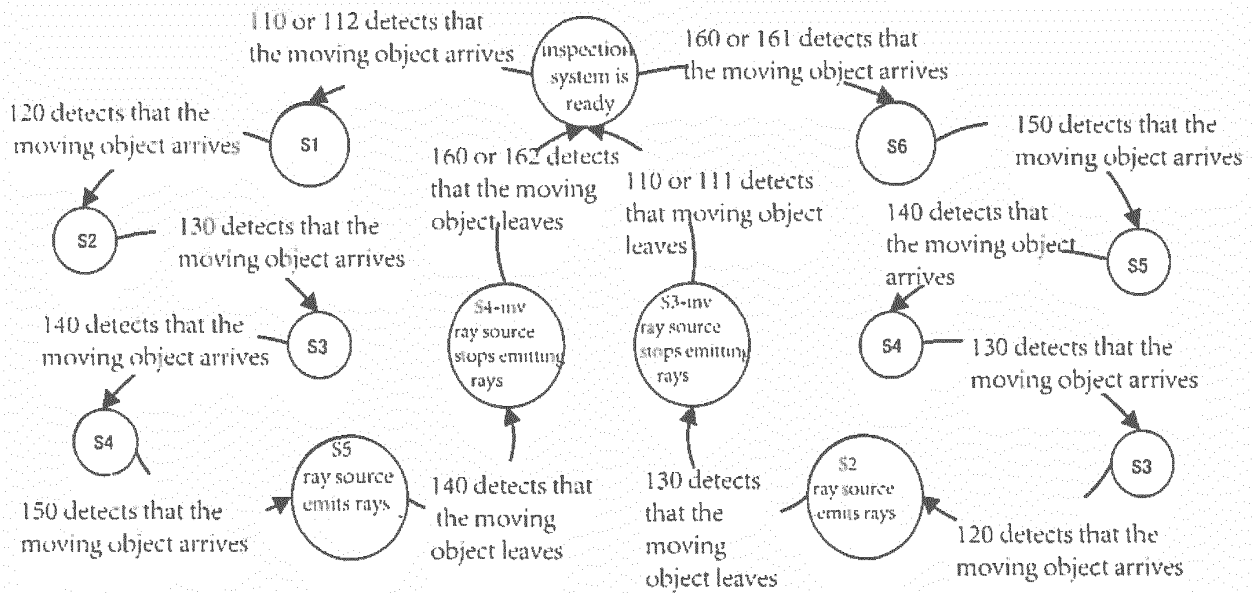 110 or 112 detects that
the moving object arrives
inspection
system is
ready
160 or 161 detects that
the moving object arrives
120 detects that the
moving object arrives
S1
160 or 162 detects
that the moving
object leaves
110 or 111 detects
that moving object
leaves
S6
150 detects that the
moving object arrives
S2
130 detects that the
moving object arrives
140 detects that
the moving object
arrives
S5
140 detects that the
moving object arrives
S3
S4-inv
ray source
stops emitting
rays
S3-inv
ray source
stops emitting
rays
S4
130 detects that the
moving object arrives
S4
S5
ray source
emits rays
140 detects that
the moving
object leaves
130 detects
that the
moving
object leaves
S2
ray source
emits rays
S3
150 detects that the
moving object arrives
120 detects that the
moving object arrives